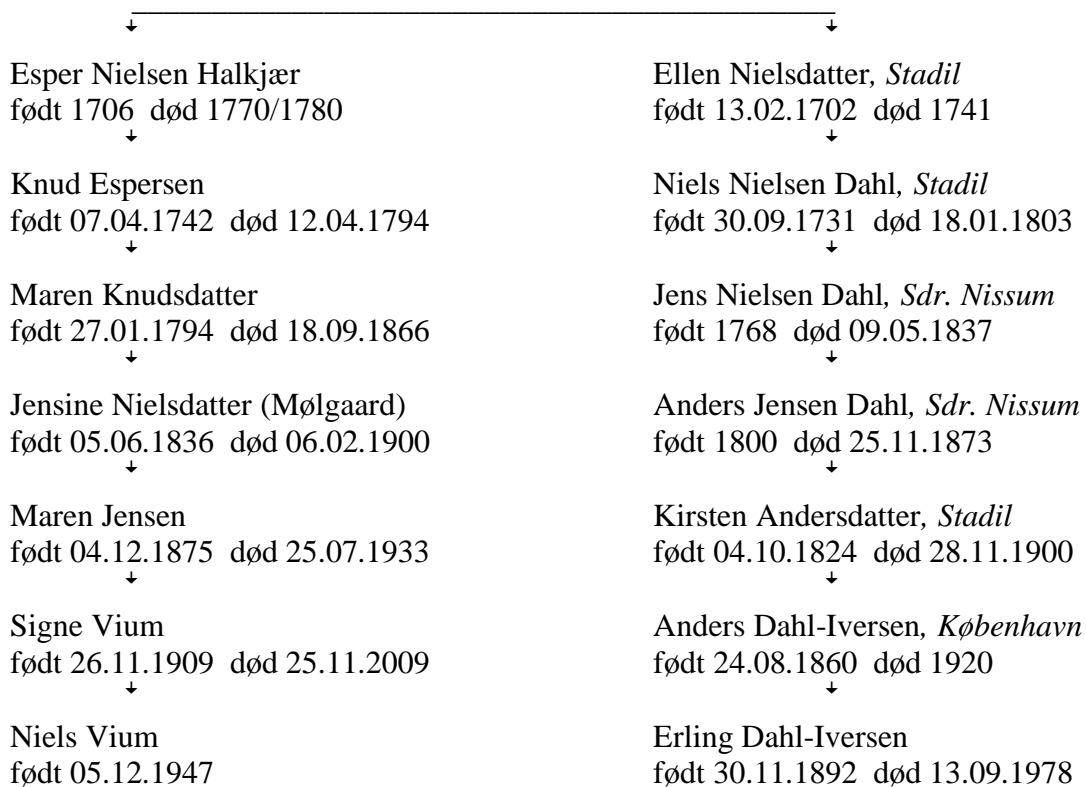 Esper Nielsen Halkjær
født 1706 død 1770/1780
Knud Espersen
født 07.04.1742 død 12.04.1794
Maren Knudsdatter
født 27.01.1794 død 18.09.1866
Jensine Nielsdatter (Mølgaard)
født 05.06.1836 død 06.02.1900
Maren Jensen
født 04.12.1875 død 25.07.1933
Signe Vium
født 26.11.1909 død 25.11.2009
Niels Vium
født 05.12.1947
Ellen Nielsdatter, Stadil
født 13.02.1702 død 1741
Niels Nielsen Dahl, Stadil
født 30.09.1731 død 18.01.1803
Jens Nielsen Dahl, Sdr. Nissum
født 1768 død 09.05.1837
Anders Jensen Dahl, Sdr. Nissum
født 1800 død 25.11.1873
Kirsten Andersdatter, Stadil
født 04.10.1824 død 28.11.1900
Anders Dahl-Iversen, København
født 24.08.1860 død 1920
Erling Dahl-Iversen
født 30.11.1892 død 13.09.1978